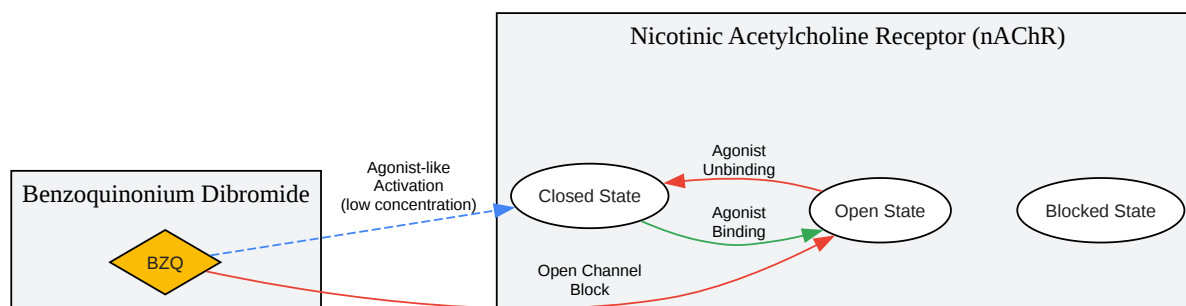 Nicotinic Acetylcholine Receptor (nAChR)
Benzoquinonium Dibromide
BZQ
Agonist-like
Activation
(low concentration)
Closed State
Agonist
Unbinding
Agonist
Binding
Open State
Blocked State
Open Channel
Block